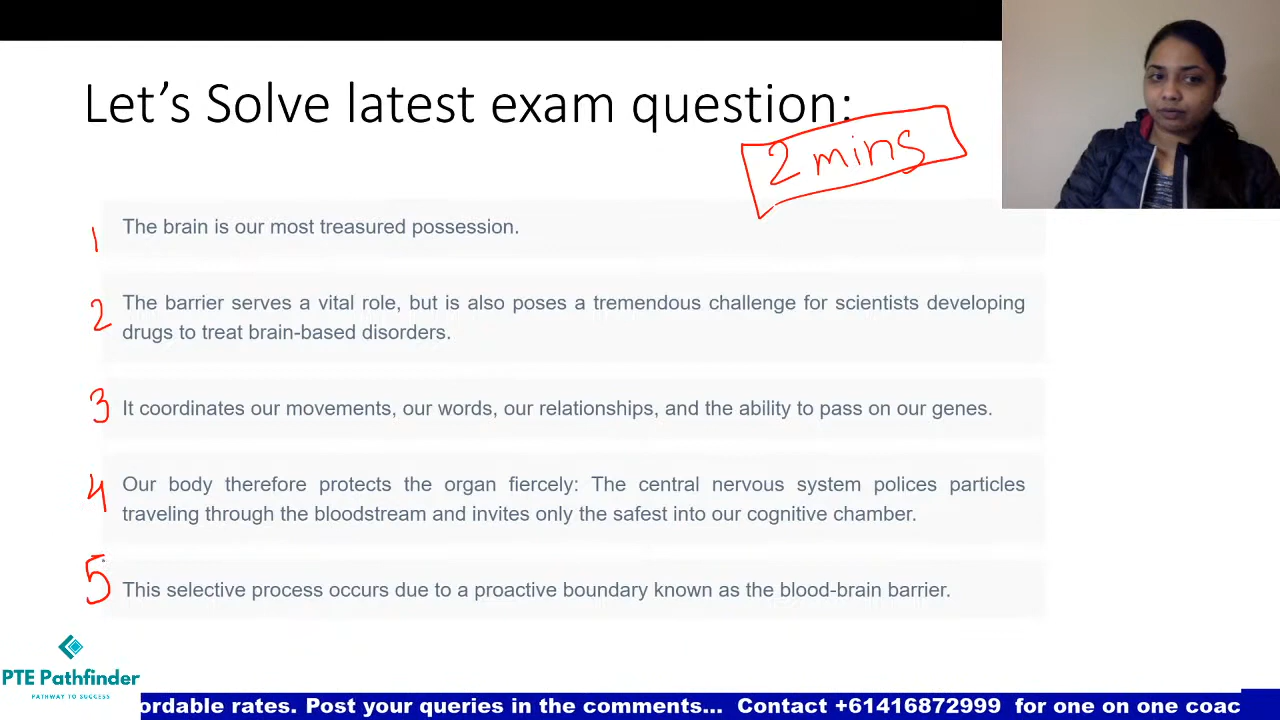 Let's Solve latest exam question:
2 mins
1 The brain is our most treasured possession.
2 The barrier serves a vital role, but is also poses a tremendous challenge for scientists developing
drugs to treat brain-based disorders.
3 It coordinates our movements, our words, our relationships, and the ability to pass on our genes.
4 Our body therefore protects the organ fiercely: The central nervous system polices particles
traveling through the bloodstream and invites only the safest into our cognitive chamber.
5 This selective process occurs due to a proactive boundary known as the blood-brain barrier.
PTE Pathfinder
PATHWAY TO SUCCESS
rates. Post your queries in the comments... Contact +61416872999 for one on one